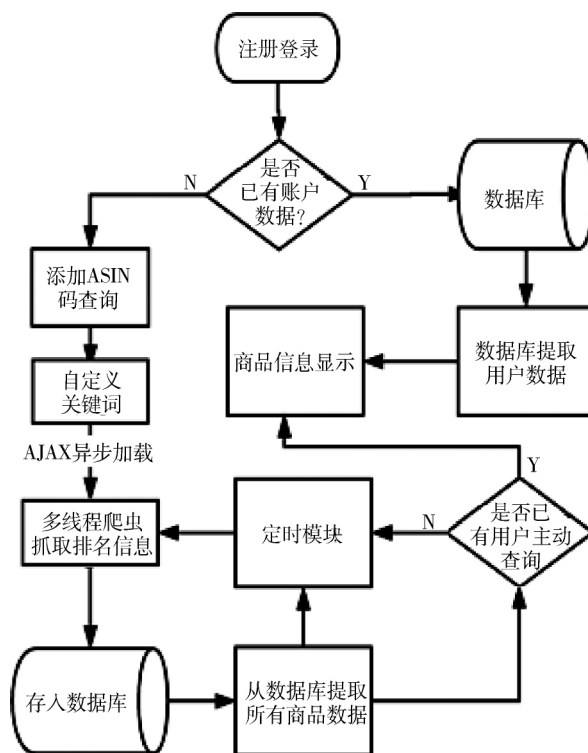 注册登录
是否
已有账户
数据?
N
Y
数据库
添加ASIN
码查询
商品信息显示
数据库提取
用户数据
自定义
关键词
AJAX异步加载
Y
多线程爬虫
抓取排名信息
定时模块
N
是否已
有用户主动
查询
存入数据库
从数据库提取
所有商品数据